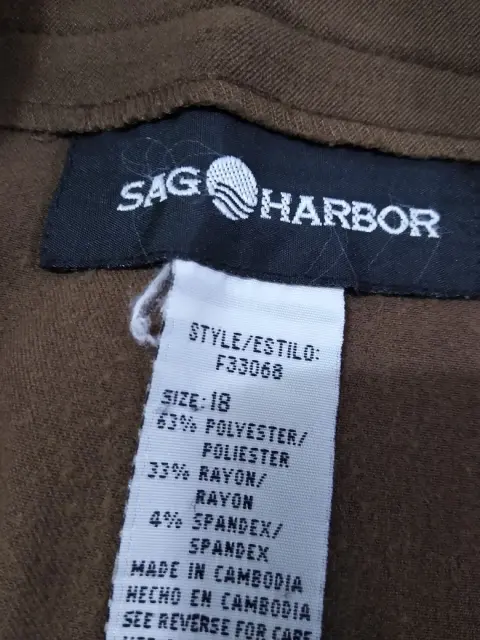 SAG HARBOR
STYLE/ESTILO:
F33068
SIZE: 18
63% POLYESTER/
POLIESTER
33% RAYON/
RAYON
4% SPANDEX/
SPANDEX
MADE IN CAMBODIA
HECHO EN CAMBODIA
SEE REVERSE FOR CARE